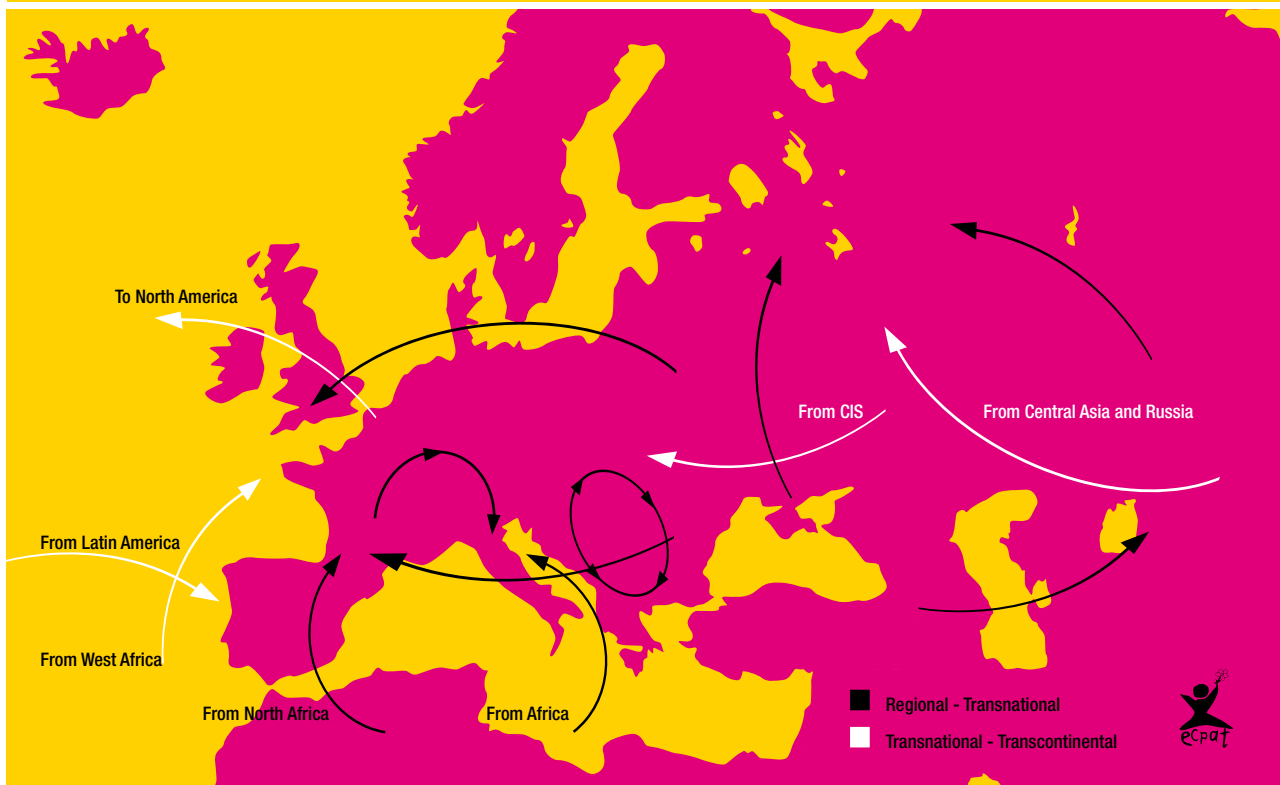 To North America
From CIS
From Central Asia and Russia
From Latin America
From West Africa
From North Africa
From Africa
Regional - Transnational
Transnational - Transcontinental
eCpat